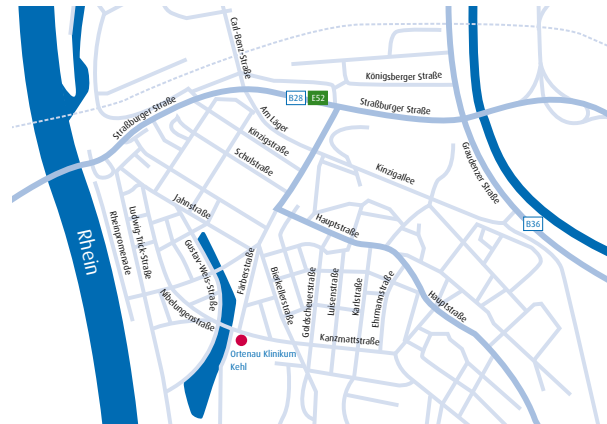 Carl-Benz-Straße
Königsberger Straße
B28
E52
Straßburger Straße
Straßburger Straße
Am Läger
Kinzigstraße
Schulstraße
Kinzigallee
Graudenzer Straße
B36
Jahnstraße
Hauptstraße
Rhein
Rheinpromenade
Ludwig-Trick-Straße
Gustav-Weis-Straße
Färberstraße
Bierkellerstraße
Goldscheuerstraße
Luisenstraße
Karlstraße
Ehrmannstraße
Hauptstraße
Nibelungenstraße
Kanzmattstraße
Ortenau Klinikum
Kehl